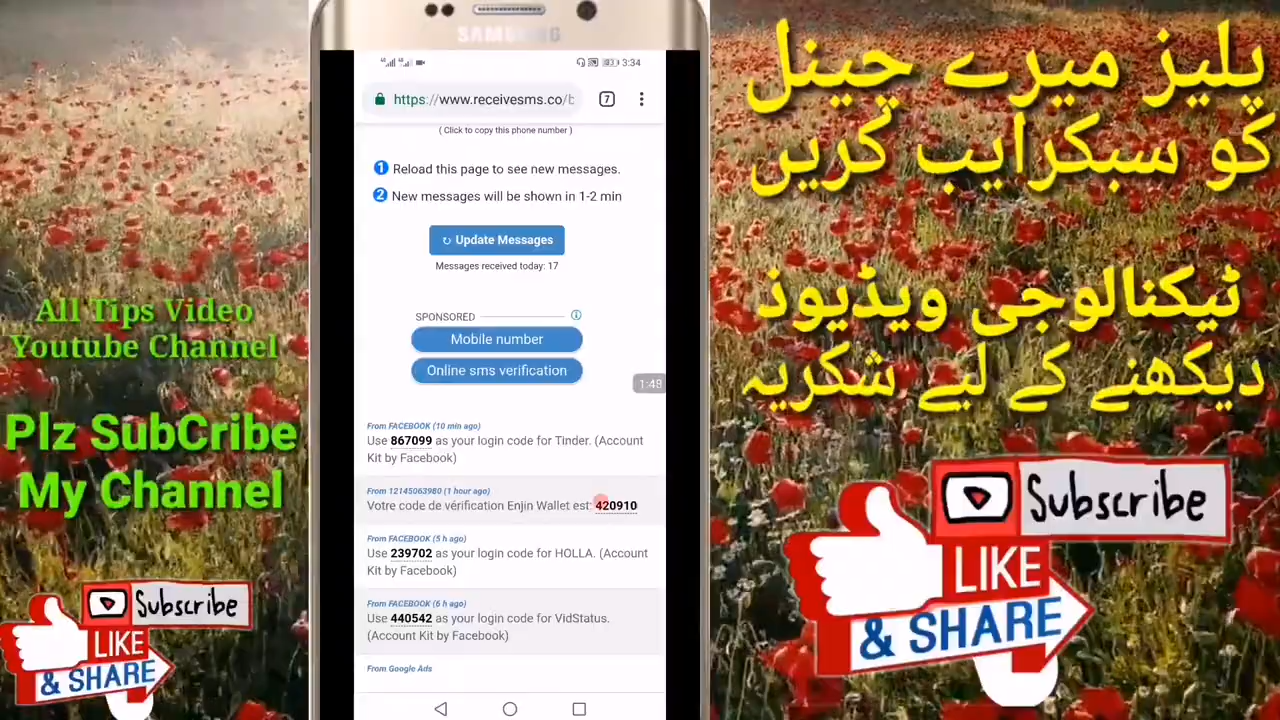 SAMSUNG
3:34
https://www.receivesms.co/b
7
( Click to copy this phone number )
1 Reload this page to see new messages.
2 New messages will be shown in 1-2 min
Update Messages
Messages received today: 17
SPONSORED
Mobile number
Online sms verification
1:48
From FACEBOOK (10 min ago)
Use 867099 as your login code for Tinder. (Account
Kit by Facebook)
From 12145063980 (1 hour ago)
Votre code de vérification Enjin Wallet est: 420910
From FACEBOOK (5 h ago)
Use 239702 as your login code for HOLLA. (Account
Kit by Facebook)
From FACEBOOK (6 h ago)
Use 440542 as your login code for VidStatus.
(Account Kit by Facebook)
From Google Ads
All Tips Video
Youtube Channel
Plz SubCribe
My Channel
Subscribe
LIKE
& SHARE
پلیز میرے چینل
کو سبکرایب کریں
ٹیکنالوجی ویڈیوذ
دیکھنے کے لیے شکریہ
Subscribe
LIKE
& SHARE